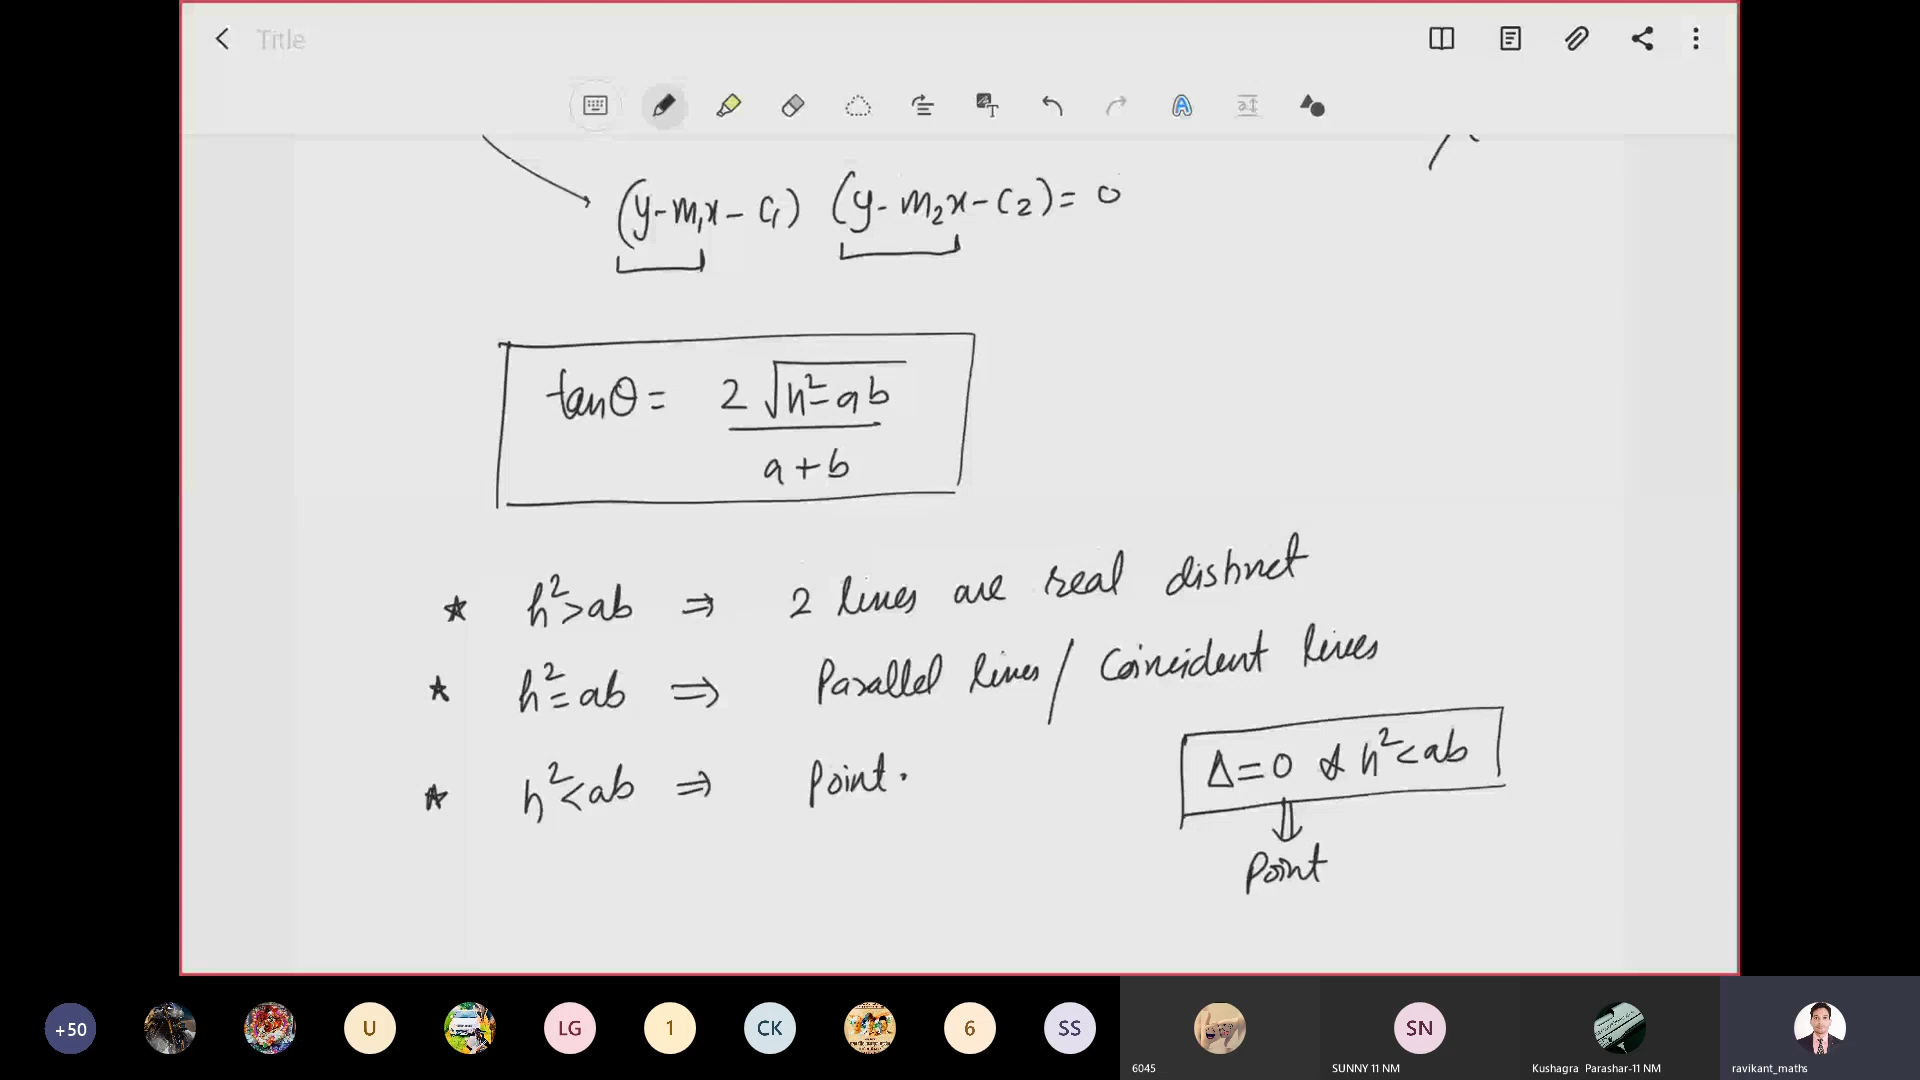 Title
(y-m₁x-c₁) (y-m₂x-c₂)=0
tanθ= 2√(h²-ab) / a+b
☆ h²>ab ⇒ 2 lines are real distinct
☆ h²=ab ⇒ Parallel lines/ Coincident lines
☆ h²<ab ⇒ Point.
Δ=0 & h²<ab
⇓
Point
+50
U
LG
1
CK
6
SS
6045
SN
SUNNY 11 NM
Kushagra Parashar-11 NM
ravikant_maths